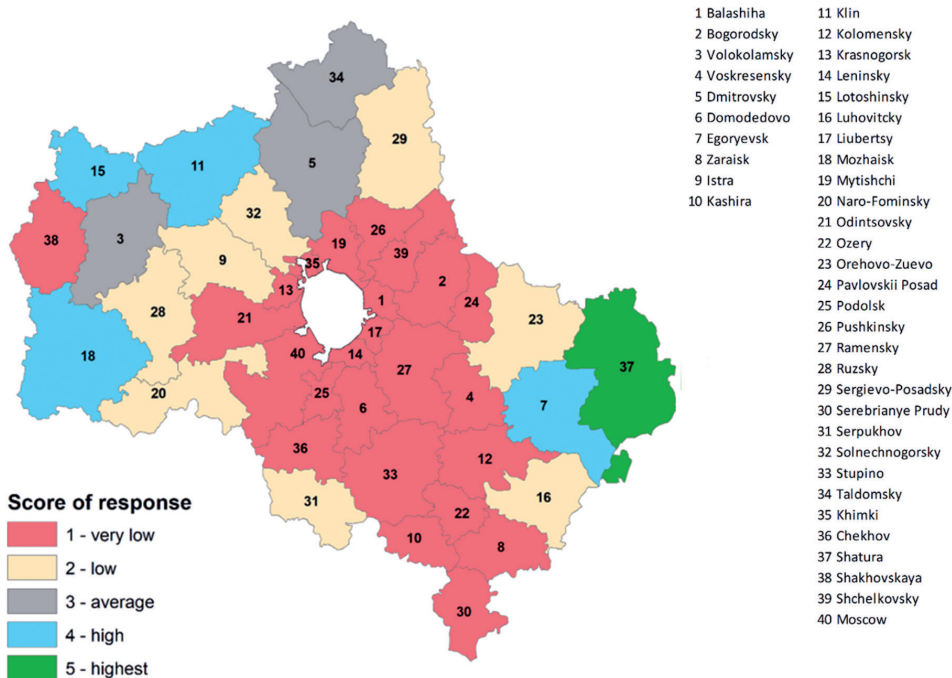 1 Balashiha
2 Bogorodsky
3 Volokolamsky
4 Voskresensky
5 Dmitrovsky
6 Domodedovo
7 Egoryevsk
8 Zaraisk
9 Istra
10 Kashira
11 Klin
12 Kolomensky
13 Krasnogorsk
14 Leninsky
15 Lotoshinsky
16 Luhovitcky
17 Liubertsy
18 Mozhaisk
19 Mytishchi
20 Naro-Fominsky
21 Odintsovsky
22 Ozery
23 Orehovo-Zuevo
24 Pavlovskii Posad
25 Podolsk
26 Pushkinsky
27 Ramensky
28 Ruzsky
29 Sergievo-Posadsky
30 Serebrianye Prudy
31 Serpukhov
32 Solnechnogorsky
33 Stupino
34 Taldomsky
35 Khimki
36 Chekhov
37 Shatura
38 Shakhovskaya
39 Shchelkovsky
40 Moscow
34
29
5
11
15
32
38
3
26
19
39
9
35
2
13
1
24
28
21
23
17
18
40
14
37
27
20
25
4
7
6
36
12
33
31
16
22
10
8
30
Score of response
1 - very low
2 - low
3 - average
4 - high
5 - highest